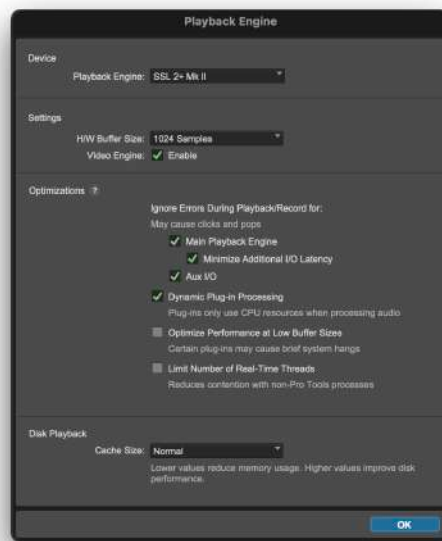 Playback Engine
Device
Playback Engine: SSL 2+ Mk II
Settings
H/W Buffer Size: 1024 Samples
Video Engine: Enable
Optimizations ?
Ignore Errors During Playback/Record for:
May cause clicks and pops
Main Playback Engine
Minimize Additional I/O Latency
Aux I/O
Dynamic Plug-in Processing
Plug-ins only use CPU resources when processing audio
Optimize Performance at Low Buffer Sizes
Certain plug-ins may cause brief system hangs
Limit Number of Real-Time Threads
Reduces contention with non-Pro Tools processes
Disk Playback
Cache Size: Normal
Lower values reduce memory usage. Higher values improve disk
performance.
OK